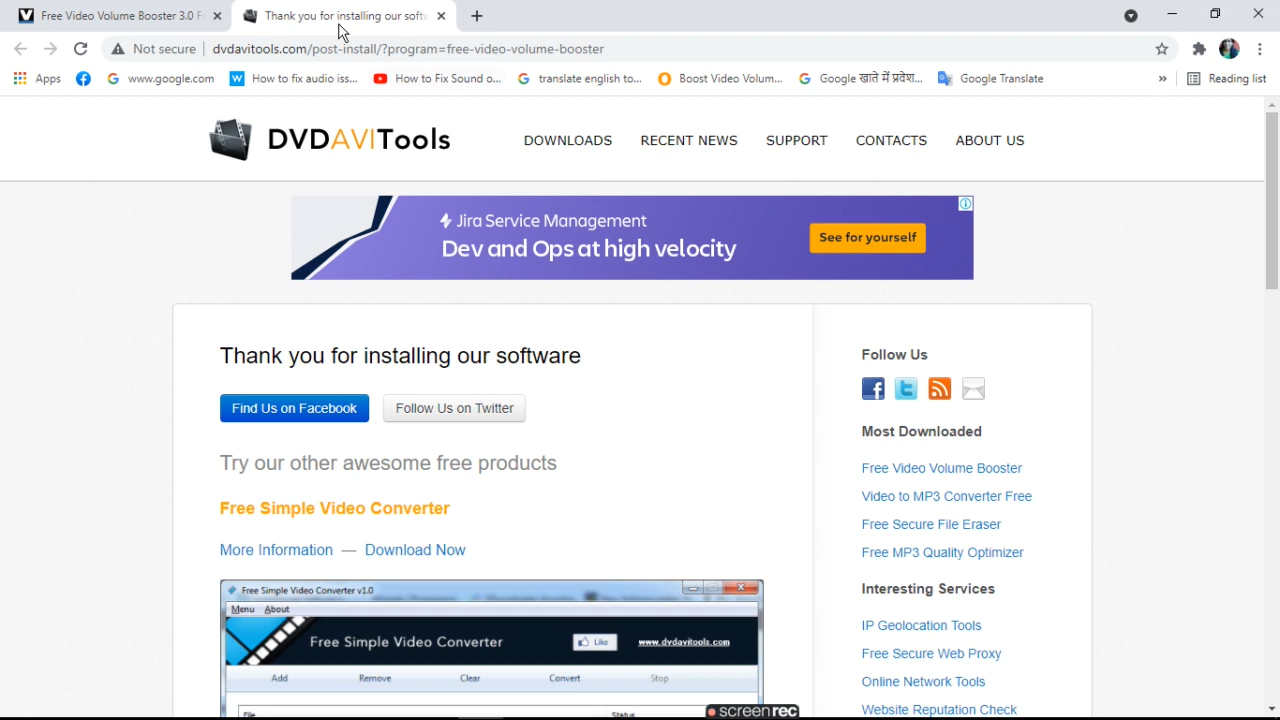 Free Video Volume Booster 3.0 F
Thank you for installing our softw
Not secure
dvdavitools.com/post-install/?program=free-video-volume-booster
Apps
www.google.com
How to fix audio iss...
How to Fix Sound o...
translate english to...
Boost Video Volum...
Google खाते में प्रवेश...
Google Translate
»
Reading list
DVDAVITools
DOWNLOADS
RECENT NEWS
SUPPORT
CONTACTS
ABOUT US
Jira Service Management
Dev and Ops at high velocity
See for yourself
Thank you for installing our software
Find Us on Facebook
Follow Us on Twitter
Try our other awesome free products
Free Simple Video Converter
More Information — Download Now
Free Simple Video Converter v1.0
Menu About
Free Simple Video Converter
Like
www.dvdavitools.com
Add
Remove
Clear
Convert
Stop
File
Status
screenrec
Follow Us
Most Downloaded
Free Video Volume Booster
Video to MP3 Converter Free
Free Secure File Eraser
Free MP3 Quality Optimizer
Interesting Services
IP Geolocation Tools
Free Secure Web Proxy
Online Network Tools
Website Reputation Check